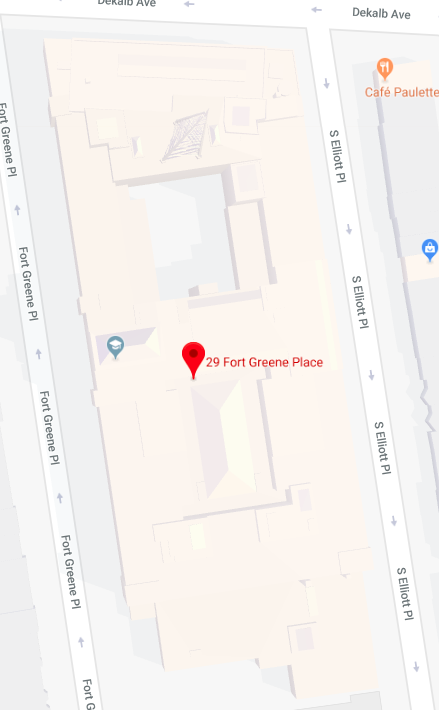 Dekalb Ave
Dekalb Ave
Café Paulette
Fort Greene Pl
S Elliott Pl
Fort Greene Pl
S Elliott Pl
29 Fort Greene Place
Fort Greene Pl
S Elliott Pl
Fort Greene Pl
S Elliott Pl
Fort G